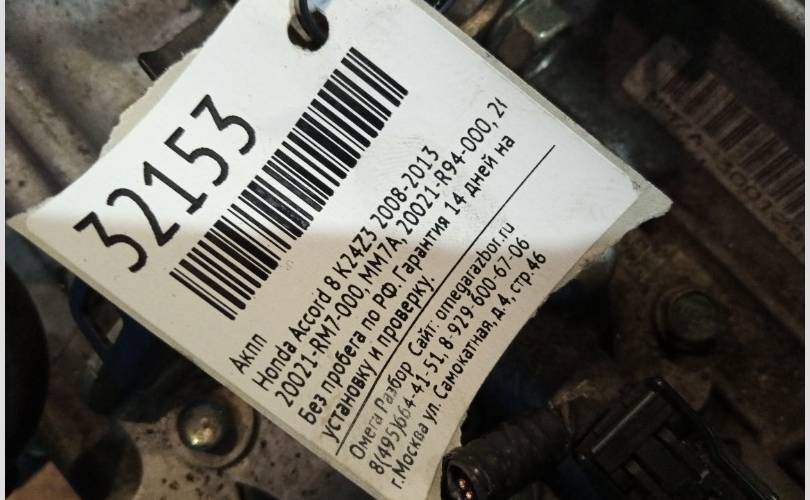 32153
Акпп
Honda Accord 8 K24Z3 2008-2013
20021-RM7-000, MM7A, 20021-R94-000,
Без пробега по РФ. Гарантия 14 дней на
установку и проверку.
Омега Разбор Сайт: omegarazbor.ru
8(495)664-41-51, 8-929-600-67-06
г.Москва ул. Самокатная, д.4, стр.46